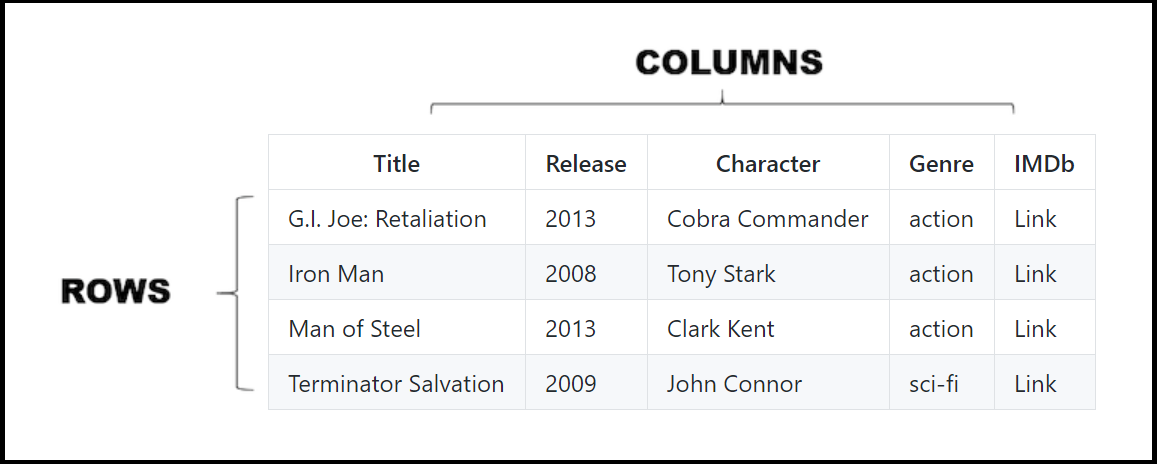 COLUMNS
Title Release Character Genre IMDb
G.I. Joe: Retaliation 2013 Cobra Commander action Link
ROWS
Iron Man 2008 Tony Stark action Link
Man of Steel 2013 Clark Kent action Link
Terminator Salvation 2009 John Connor sci-fi Link